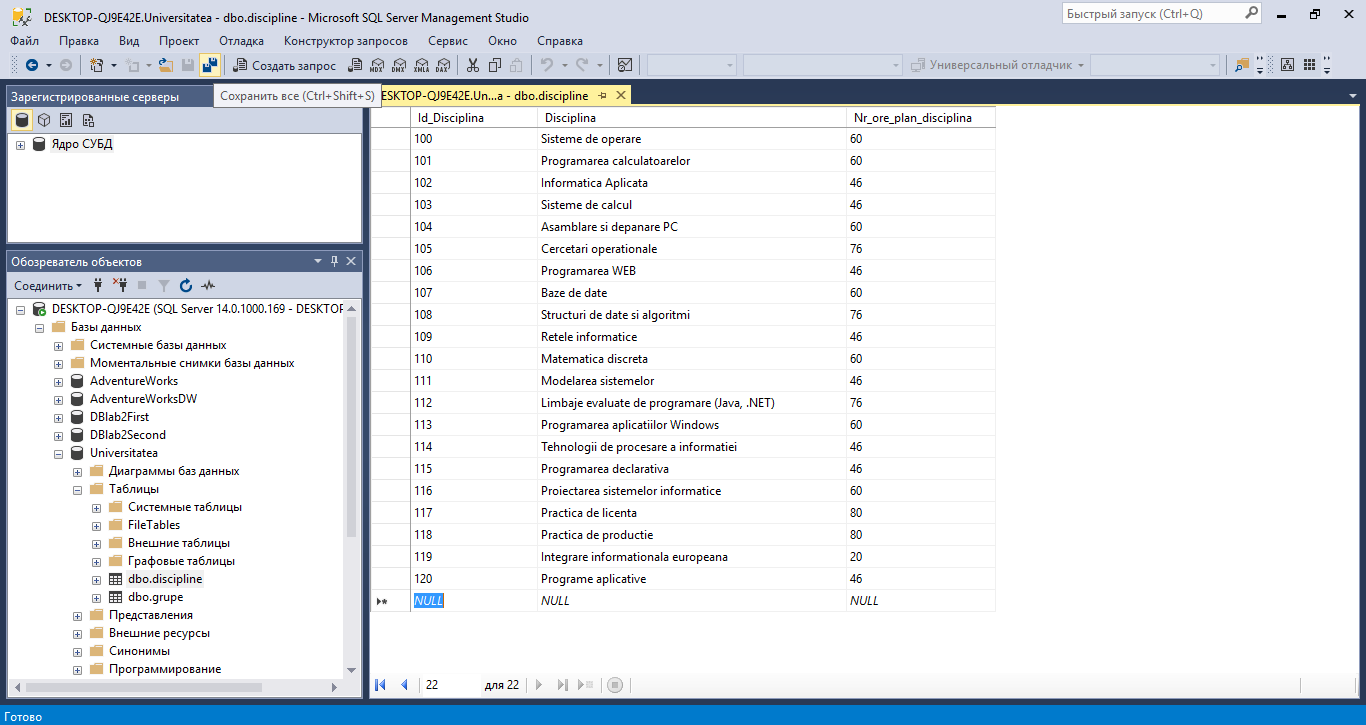 DESKTOP-QJ9E42E.Universitatea - dbo.discipline - Microsoft SQL Server Management Studio
Быстрый запуск (Ctrl+Q)
Файл Правка Вид Проект Отладка Конструктор запросов Сервис Окно Справка
Создать запрос MDX DMX XMLA DAX Универсальный отладчик
Зарегистрированные серверы
Сохранить все (Ctrl+Shift+S)
ESKTOP-QJ9E42E.Un...a - dbo.discipline
Ядро СУБД
Обозреватель объектов
Соединить
DESKTOP-QJ9E42E (SQL Server 14.0.1000.169 - DESKTOP
Базы данных
Системные базы данных
Моментальные снимки базы данных
AdventureWorks
AdventureWorksDW
DBlab2First
DBlab2Second
Universitatea
Диаграммы баз данных
Таблицы
Системные таблицы
FileTables
Внешние таблицы
Графовые таблицы
dbo.discipline
dbo.grupe
Представления
Внешние ресурсы
Синонимы
Программирование
Id_Disciplina Disciplina Nr_ore_plan_disciplina
100 Sisteme de operare 60
101 Programarea calculatoarelor 60
102 Informatica Aplicata 46
103 Sisteme de calcul 46
104 Asamblare si depanare PC 60
105 Cercetari operationale 76
106 Programarea WEB 46
107 Baze de date 60
108 Structuri de date si algoritmi 76
109 Retele informatice 46
110 Matematica discreta 60
111 Modelarea sistemelor 46
112 Limbaje evaluate de programare (Java, .NET) 76
113 Programarea aplicatiilor Windows 60
114 Tehnologii de procesare a informatiei 46
115 Programarea declarativa 46
116 Proiectarea sistemelor informatice 60
117 Practica de licenta 80
118 Practica de productie 80
119 Integrare informationala europeana 20
120 Programe aplicative 46
NULL NULL NULL
22 для 22
Готово